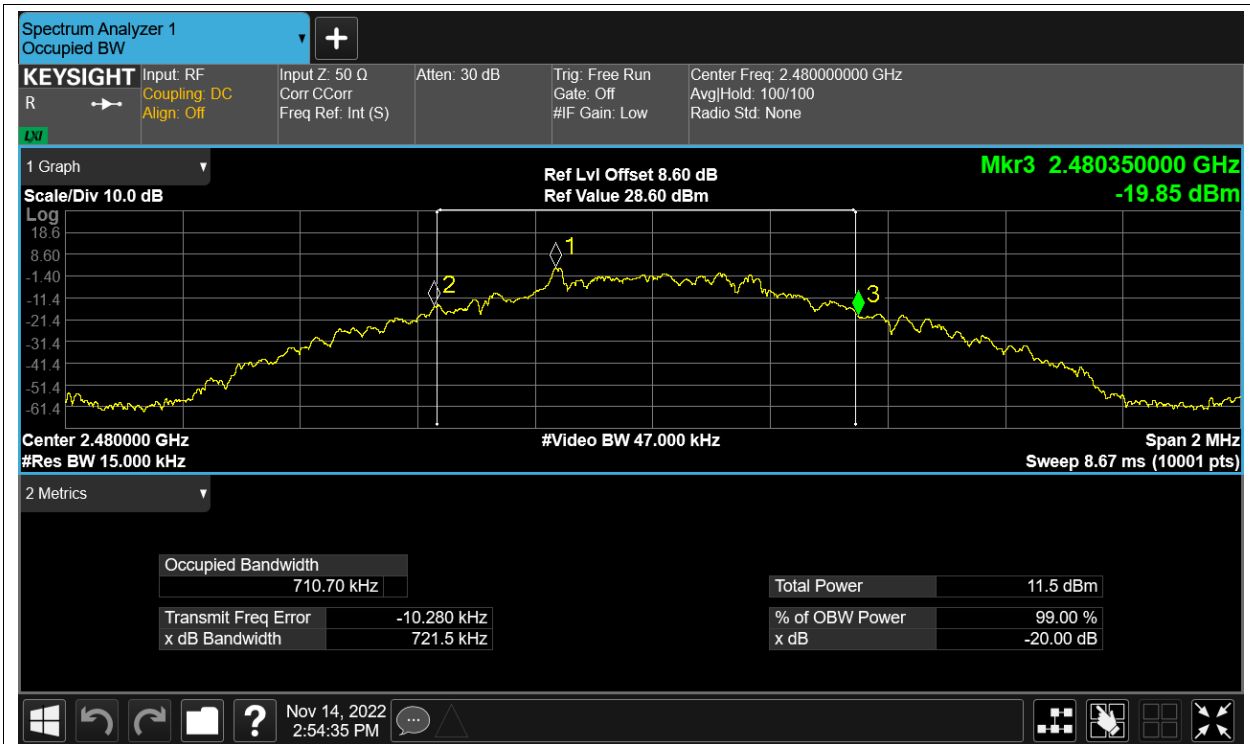 Spectrum Analyzer 1
Occupied BW
KEYSIGHT
R
LXI
Input: RF
Coupling: DC
Align: Off
Input Z: 50 Ω
Corr CCorr
Freq Ref: Int (S)
Atten: 30 dB
Trig: Free Run
Gate: Off
#IF Gain: Low
Center Freq: 2.480000000 GHz
Avg|Hold: 100/100
Radio Std: None
1 Graph
Scale/Div 10.0 dB
Ref Lvl Offset 8.60 dB
Ref Value 28.60 dBm
Mkr3 2.480350000 GHz
-19.85 dBm
Log
18.6
8.60
-1.40
-11.4
-21.4
-31.4
-41.4
-51.4
-61.4
1
2
3
Center 2.480000 GHz
#Res BW 15.000 kHz
#Video BW 47.000 kHz
Span 2 MHz
Sweep 8.67 ms (10001 pts)
2 Metrics
Occupied Bandwidth
710.70 kHz
Transmit Freq Error -10.280 kHz
x dB Bandwidth 721.5 kHz
Total Power 11.5 dBm
% of OBW Power 99.00 %
x dB -20.00 dB
?
Nov 14, 2022
2:54:35 PM